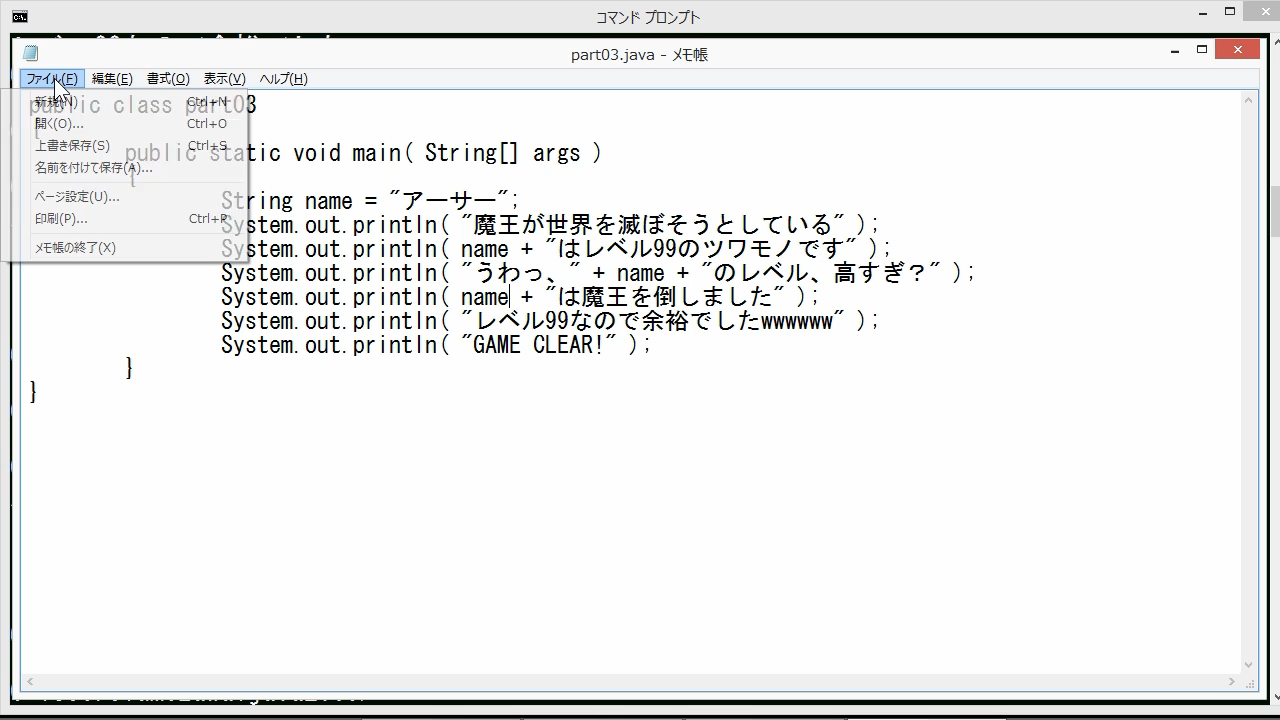 コマンド プロンプト
part03.java - メモ帳
ファイル(F) 編集(E) 書式(O) 表示(V) ヘルプ(H)
新規(N) Ctrl+N
開く(O)... Ctrl+O
上書き保存(S) Ctrl+S
名前を付けて保存(A)...
ページ設定(U)...
印刷(P)... Ctrl+P
メモ帳の終了(X)
public class part03
{
public static void main( String[] args )
{
String name = "アーサー";
System.out.println( "魔王が世界を滅ぼそうとしている" );
System.out.println( name + "はレベル99のツワモノです" );
System.out.println( "うわっ、" + name + "のレベル、高すぎ？" );
System.out.println( name + "は魔王を倒しました" );
System.out.println( "レベル99なので余裕でしたwwwwww" );
System.out.println( "GAME CLEAR!" );
}
}